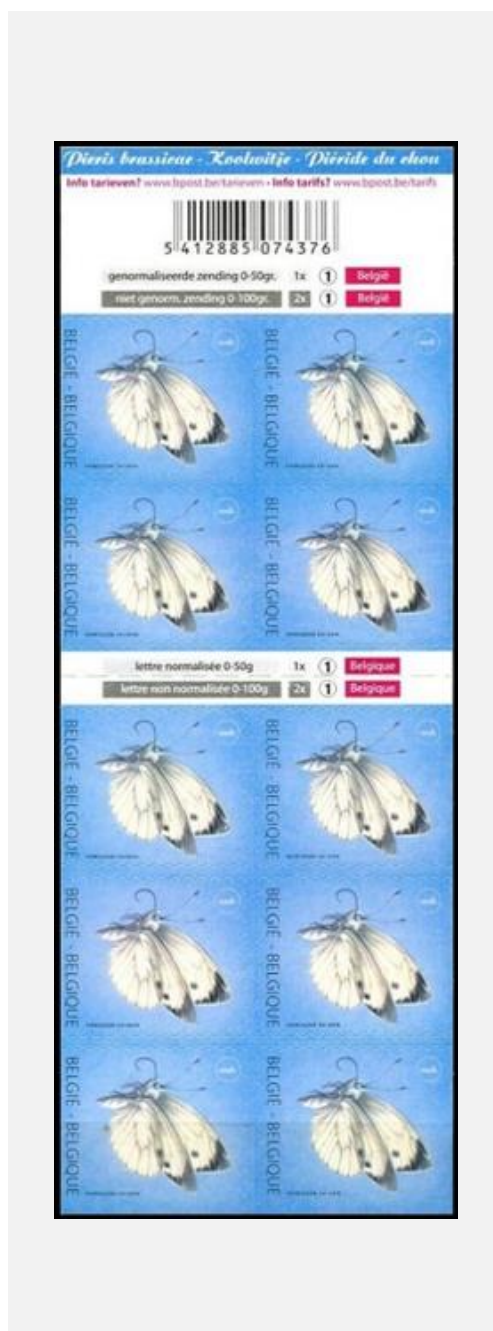 Pieris brassicae - Koolwitje - Piéride du chou
Info tarieven? www.bpost.be/tarieven • Info tarifs? www.bpost.be/tarifs
5 412885 074376
genormaliseerde zending 0-50gr. 1x 1 België
niet genorm. zending 0-100gr. 2x 1 België
BELGIË - BELGIQUE
BELGIË - BELGIQUE
BELGIË - BELGIQUE
BELGIË - BELGIQUE
lettre normalisée 0-50g 1x 1 Belgique
lettre non normalisée 0-100g 2x 1 Belgique
BELGIË - BELGIQUE
BELGIË - BELGIQUE
BELGIË - BELGIQUE
BELGIË - BELGIQUE
BELGIË - BELGIQUE
BELGIË - BELGIQUE